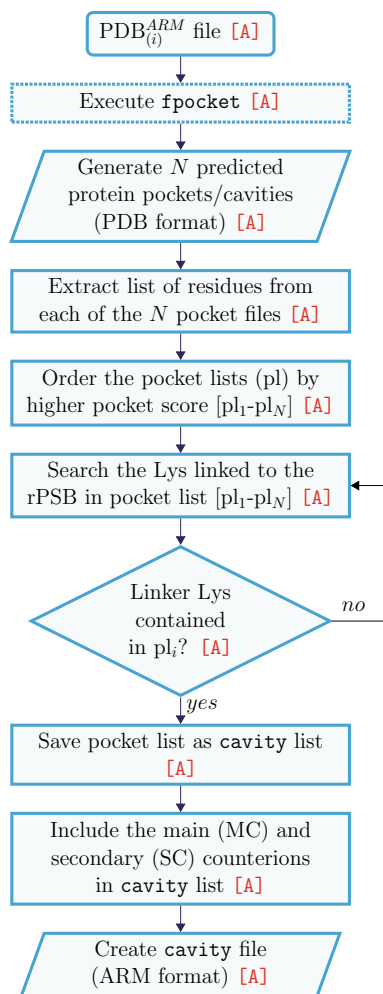 PDB^{ARM}_{(i)} file [A]
Execute fpocket [A]
Generate N predicted
protein pockets/cavities
(PDB format) [A]
Extract list of residues from
each of the N pocket files [A]
Order the pocket lists (pl) by
higher pocket score [pl₁-pl_N] [A]
Search the Lys linked to the
rPSB in pocket list [pl₁-pl_N] [A]
Linker Lys
contained
in plᵢ? [A]
no
yes
Save pocket list as cavity list
[A]
Include the main (MC) and
secondary (SC) counterions
in cavity list [A]
Create cavity file
(ARM format) [A]